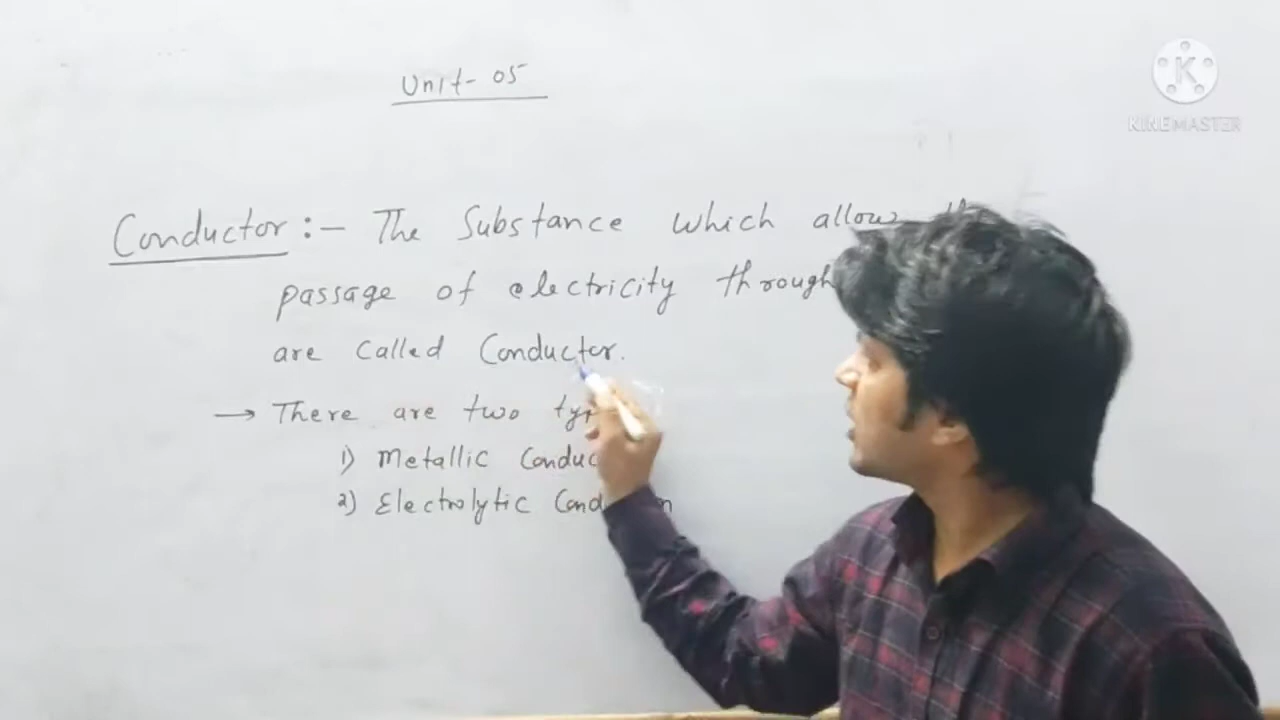 Unit-05
Conductor :- The Substance which allow
passage of electricity through
are called Conductor.
→ There are two
1) Metallic
2) Electrolytic
KINEMASTER